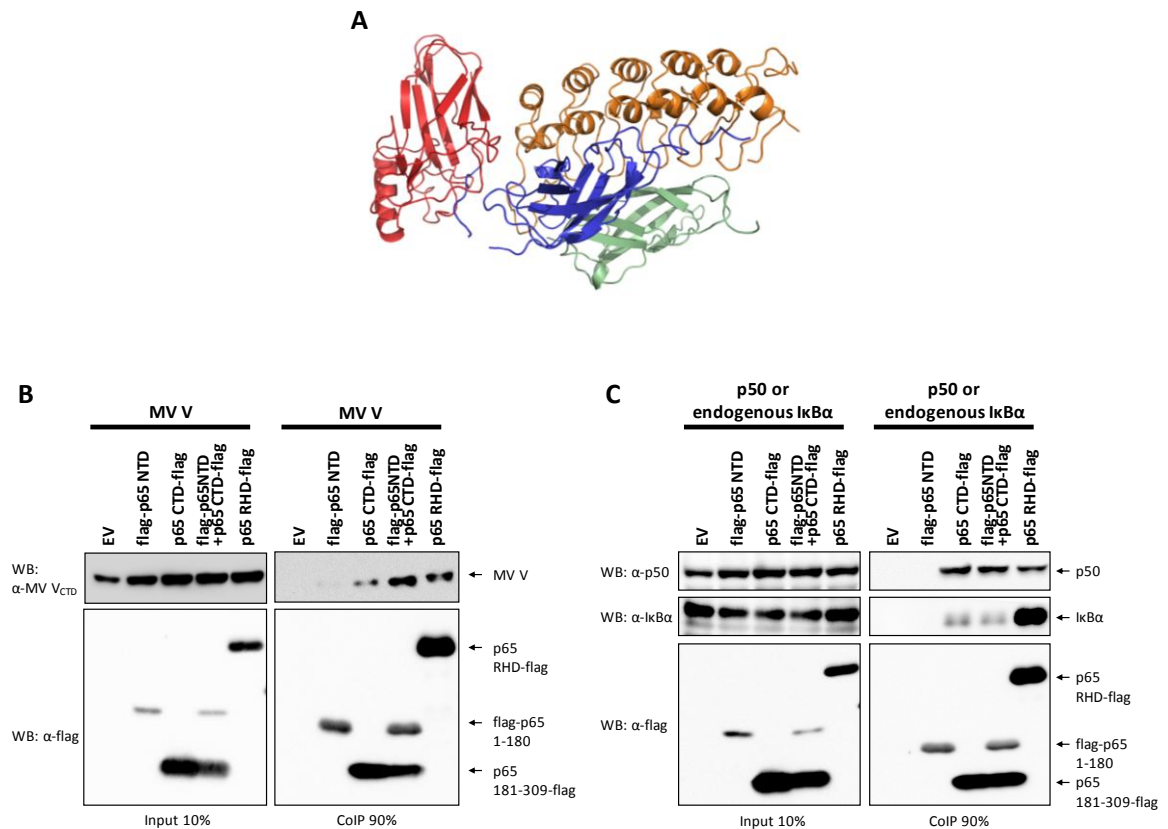 A
B
MV V
MV V
EV
flag-p65 NTD
p65 CTD-flag
flag-p65NTD
+p65 CTD-flag
p65 RHD-flag
EV
flag-p65 NTD
p65 CTD-flag
flag-p65NTD
+p65 CTD-flag
p65 RHD-flag
WB:
α-MV VCTD
MV V
WB: α-flag
p65
RHD-flag
flag-p65
1-180
p65
181-309-flag
Input 10%
CoIP 90%
C
p50 or
endogenous IκBα
p50 or
endogenous IκBα
EV
flag-p65 NTD
p65 CTD-flag
flag-p65NTD
+p65 CTD-flag
p65 RHD-flag
EV
flag-p65 NTD
p65 CTD-flag
flag-p65NTD
+p65 CTD-flag
p65 RHD-flag
WB: α-p50
p50
WB: α-IκBα
IκBα
WB: α-flag
p65
RHD-flag
flag-p65
1-180
p65
181-309-flag
Input 10%
CoIP 90%